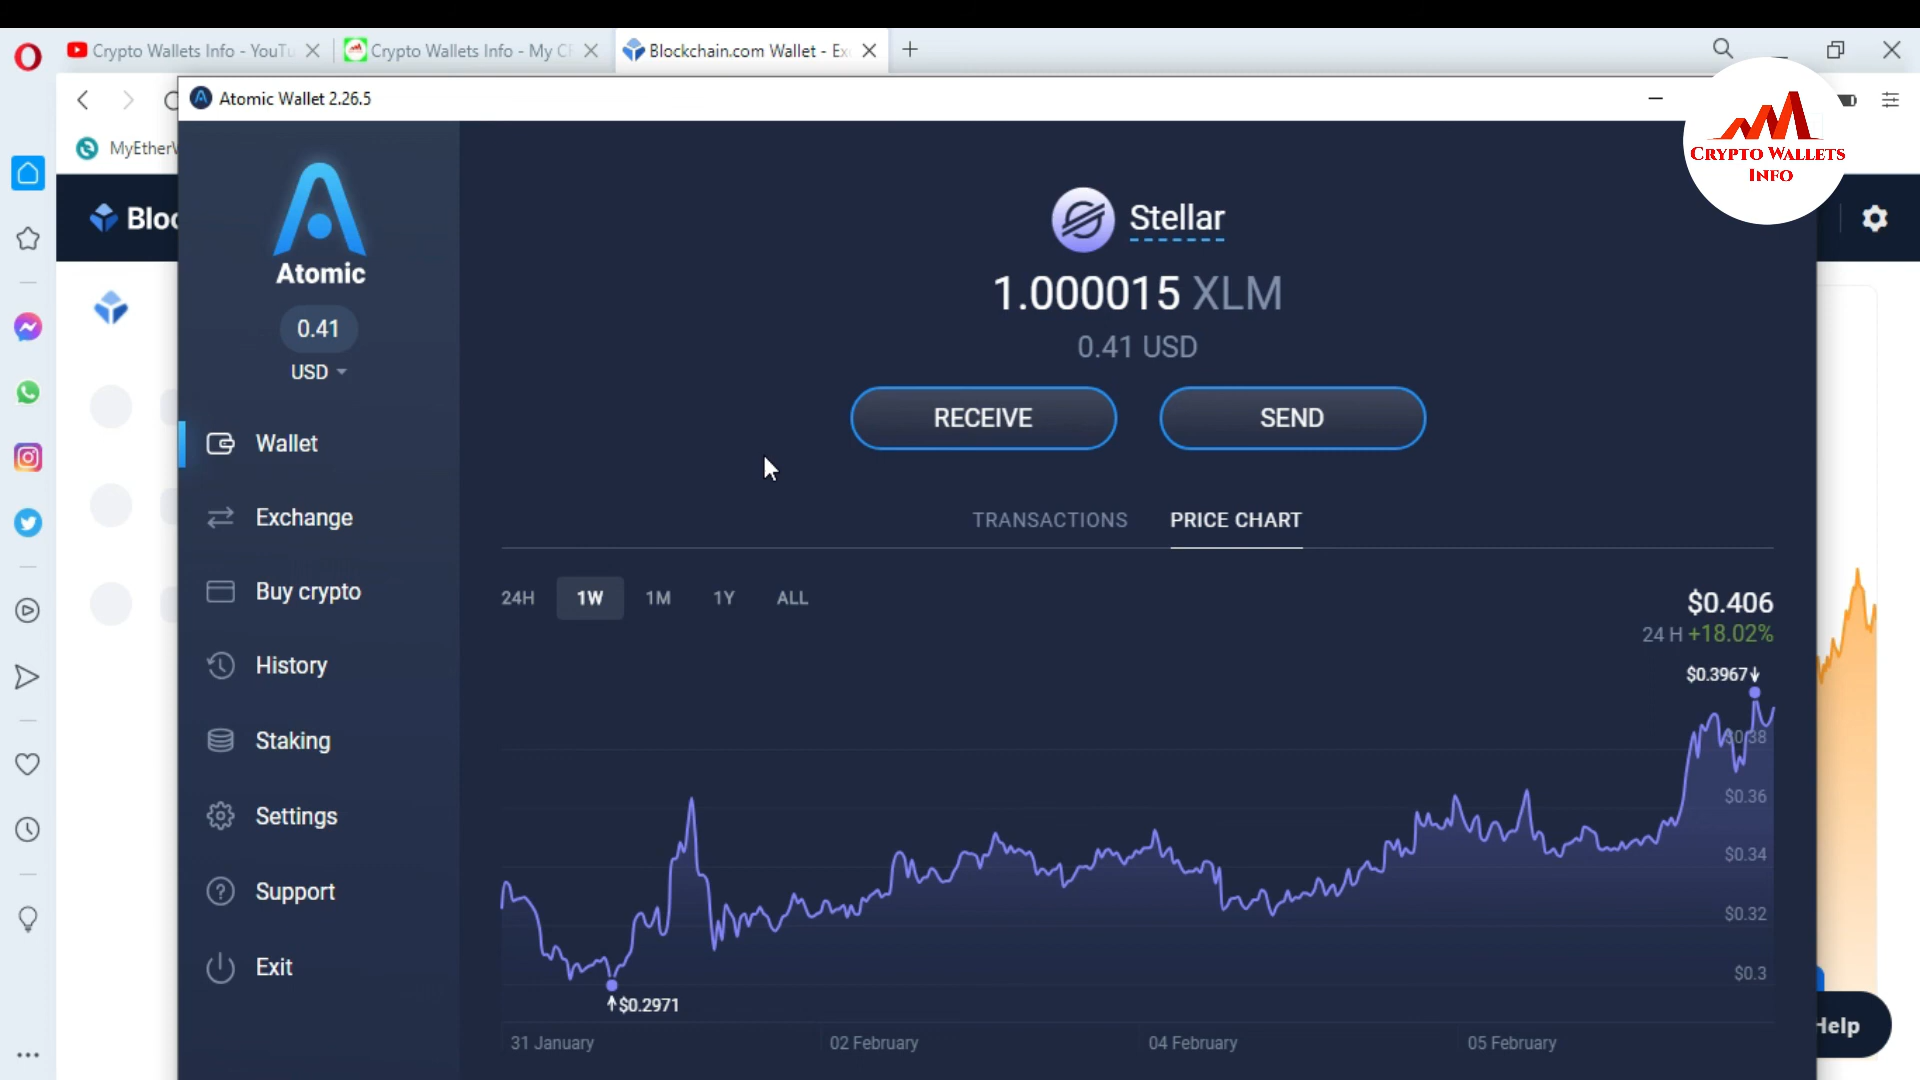 Crypto Wallets Info - YouTu
Crypto Wallets Info - My C
Blockchain.com Wallet - Ex
Atomic Wallet 2.26.5
MyEtherW
CRYPTO WALLETS
INFO
Bloc
Atomic
0.41
USD
Wallet
Exchange
Buy crypto
History
Staking
Settings
Support
Exit
Stellar
1.000015 XLM
0.41 USD
RECEIVE
SEND
TRANSACTIONS
PRICE CHART
24H
1W
1M
1Y
ALL
$0.406
24 H +18.02%
$0.3967↓
$0.38
$0.36
$0.34
$0.32
$0.3
↑$0.2971
31 January
02 February
04 February
05 February
Help